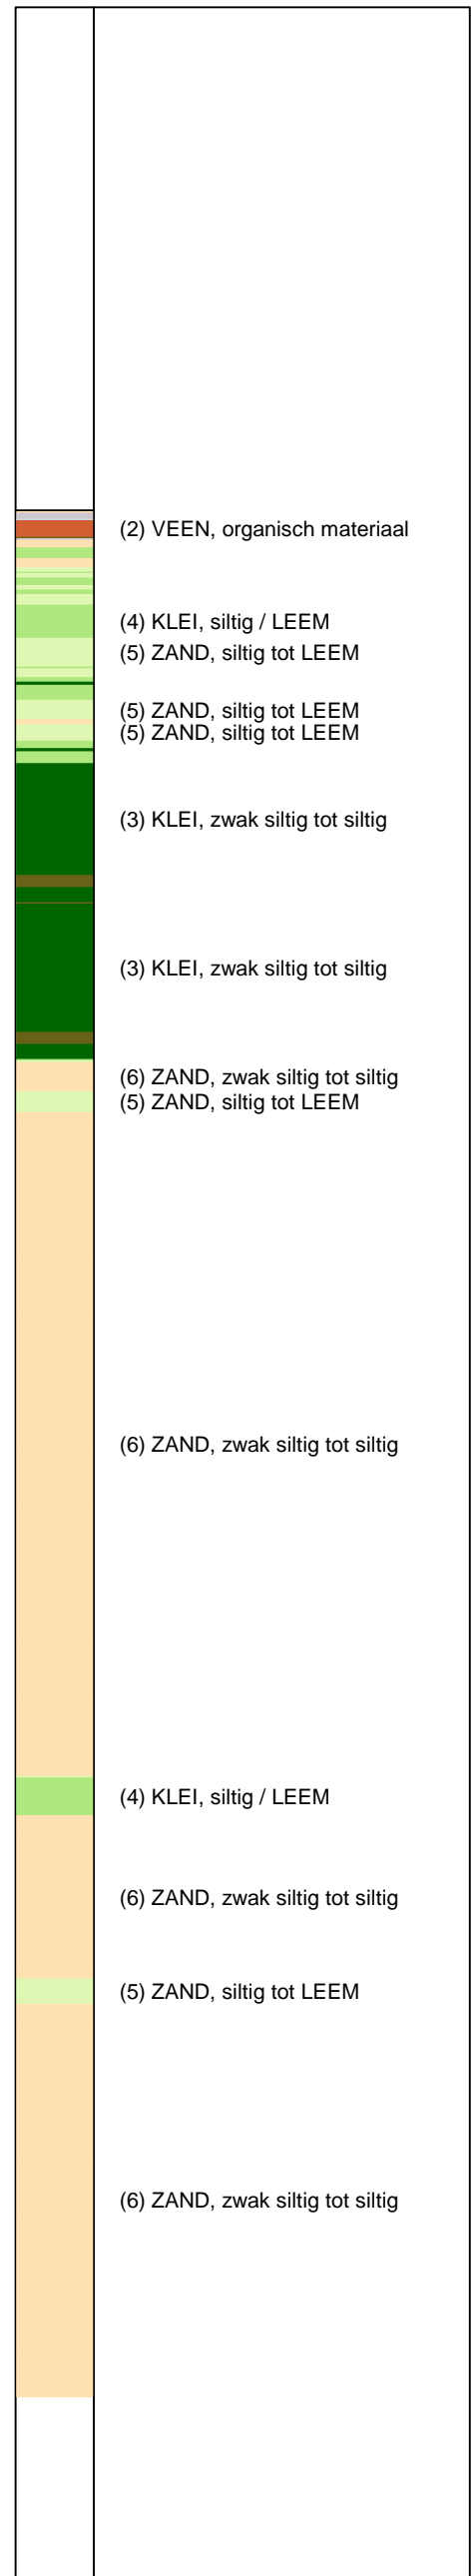 (2) VEEN, organisch materiaal
(4) KLEI, siltig / LEEM
(5) ZAND, siltig tot LEEM
(5) ZAND, siltig tot LEEM
(5) ZAND, siltig tot LEEM
(3) KLEI, zwak siltig tot siltig
(3) KLEI, zwak siltig tot siltig
(6) ZAND, zwak siltig tot siltig
(5) ZAND, siltig tot LEEM
(6) ZAND, zwak siltig tot siltig
(4) KLEI, siltig / LEEM
(6) ZAND, zwak siltig tot siltig
(5) ZAND, siltig tot LEEM
(6) ZAND, zwak siltig tot siltig